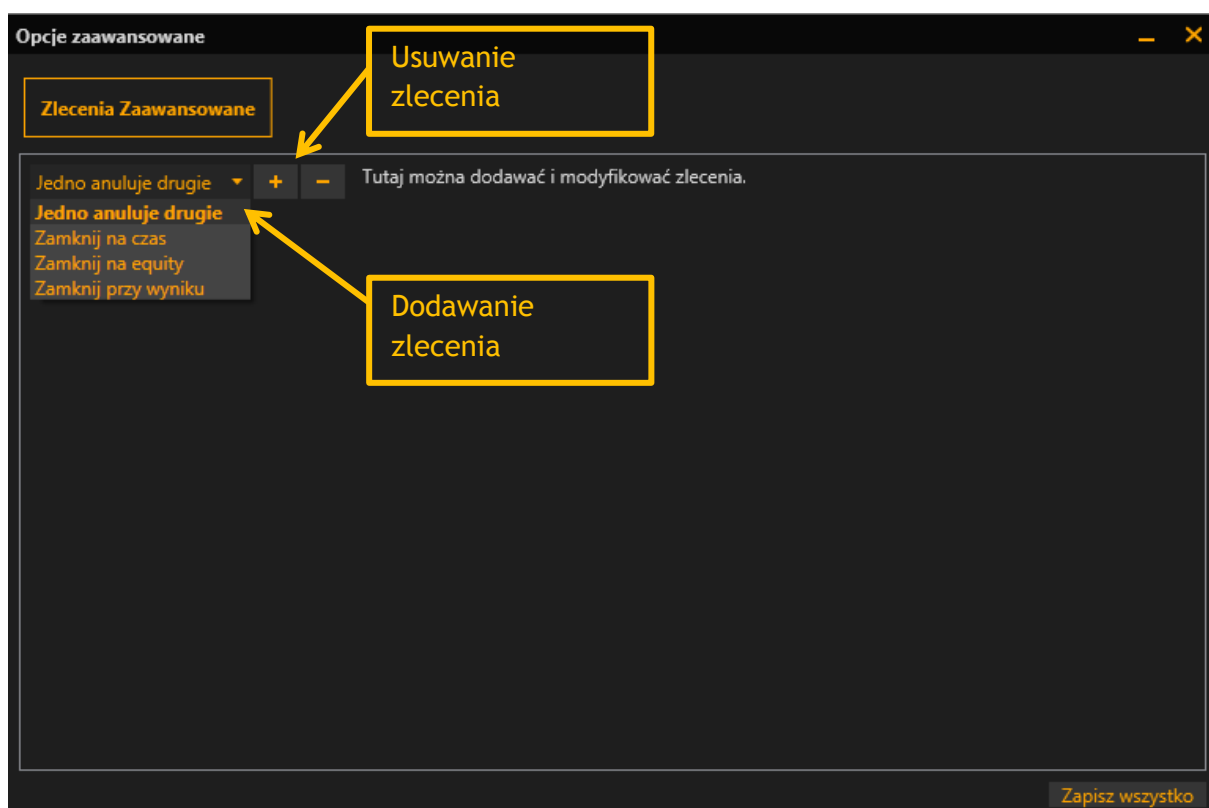 Opcje zaawansowane
Usuwanie
zlecenia
Zlecenia Zaawansowane
Jedno anuluje drugie
+
−
Tutaj można dodawać i modyfikować zlecenia.
Jedno anuluje drugie
Zamknij na czas
Zamknij na equity
Zamknij przy wyniku
Dodawanie
zlecenia
Zapisz wszystko